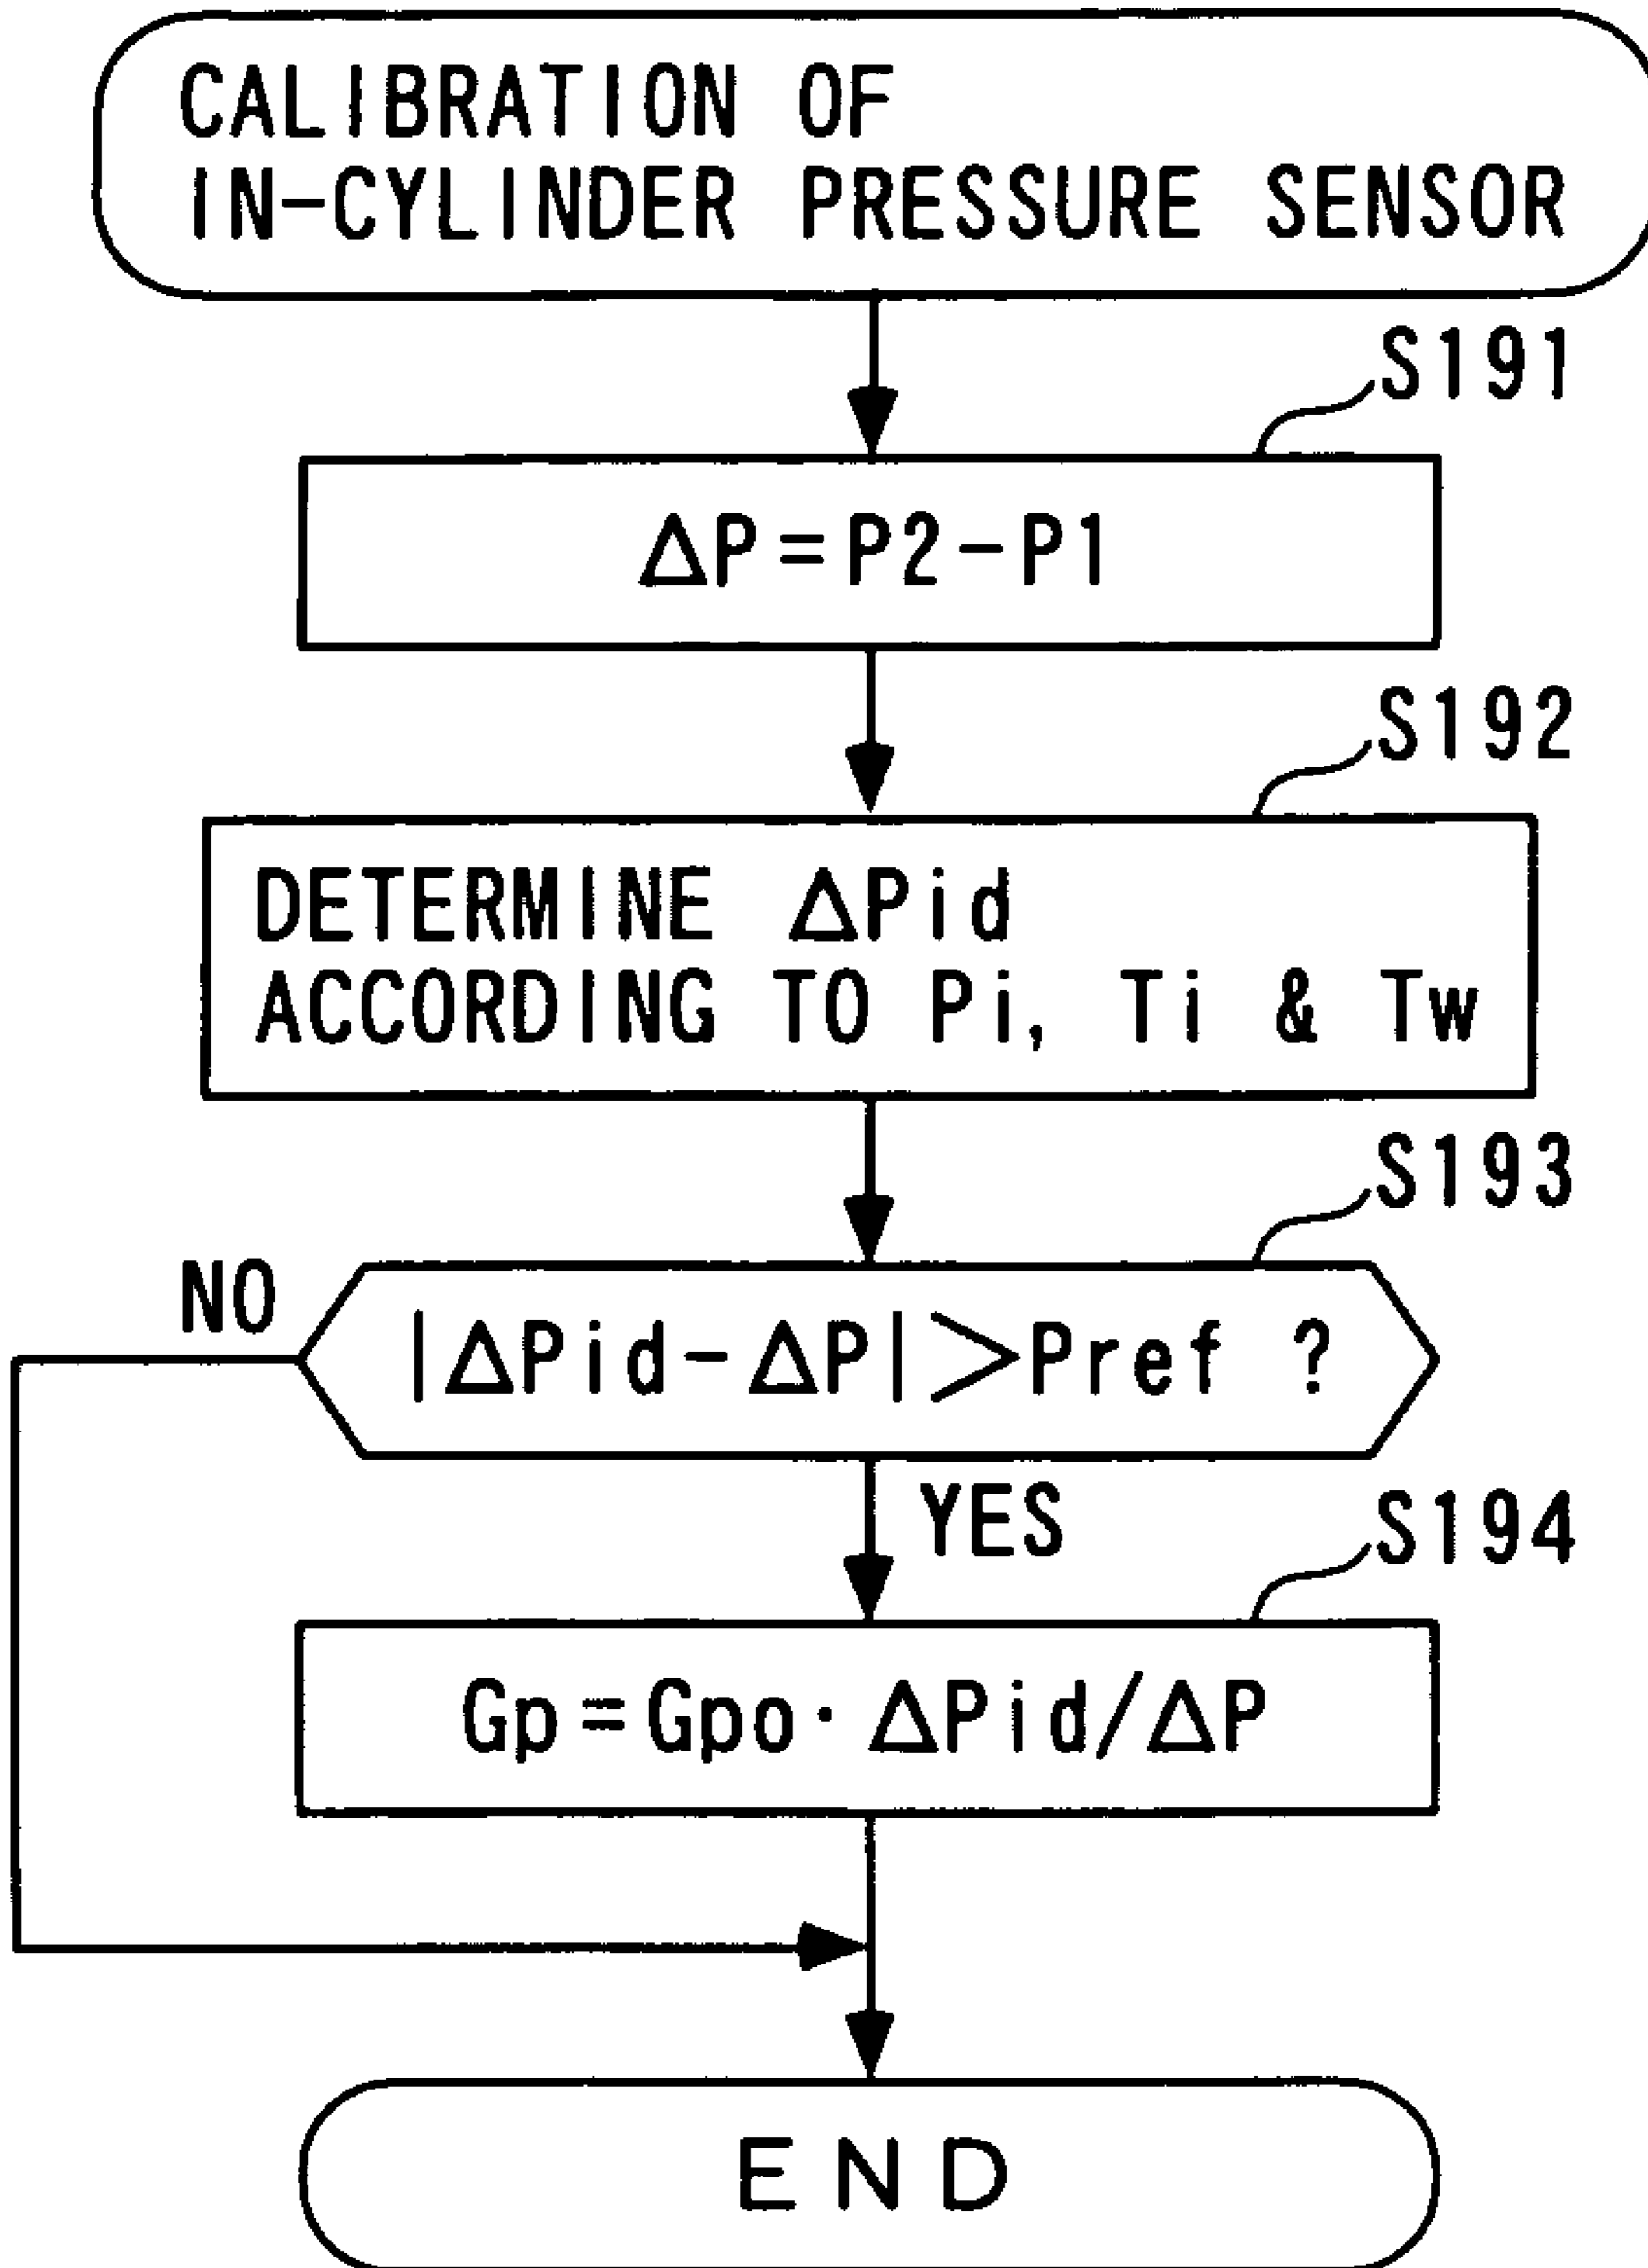 CALIBRATION OF
IN-CYLINDER PRESSURE SENSOR
S191
ΔP=P2-P1
S192
DETERMINE ΔPid
ACCORDING TO Pi, Ti & Tw
S193
NO
|ΔPid-ΔP|>Pref ?
YES
S194
Gp=Gpo·ΔPid/ΔP
END